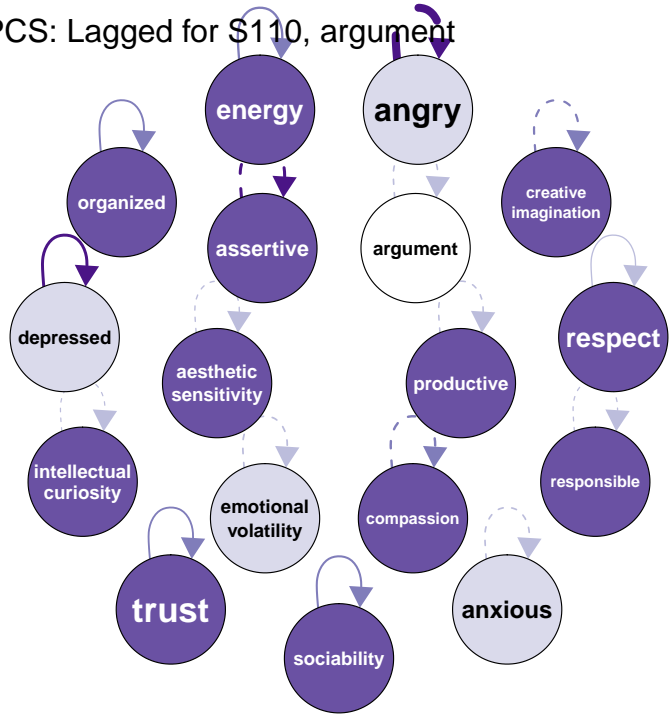 PCS: Lagged for S110, argument
energy
angry
organized
creative
imagination
assertive
argument
depressed
respect
aesthetic
sensitivity
productive
intellectual
curiosity
responsible
emotional
volatility
compassion
trust
anxious
sociability